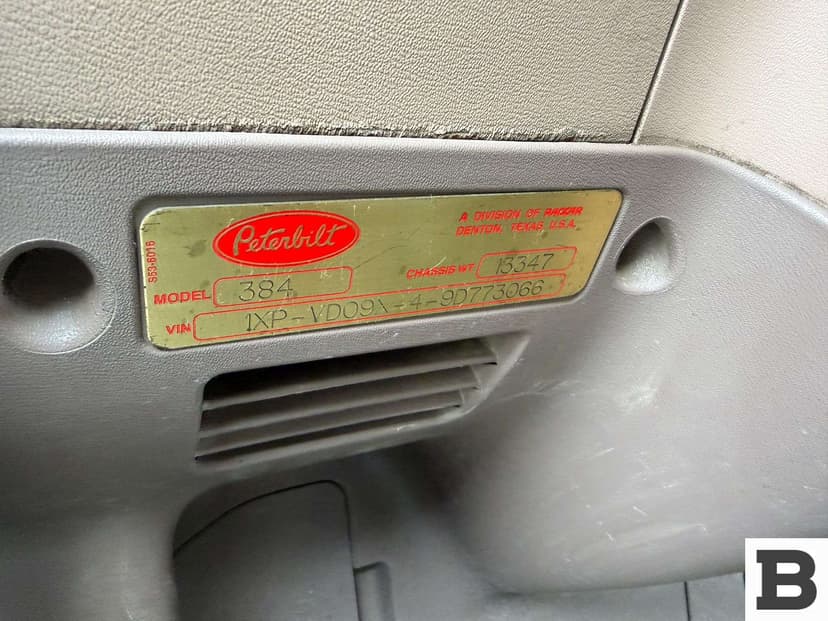 Peterbilt
A DIVISION OF PACCAR
DENTON, TEXAS, U.S.A.
S53-6016
MODEL 384
CHASSIS WT 13347
VIN 1XP-VD09X-4-9D773066
B